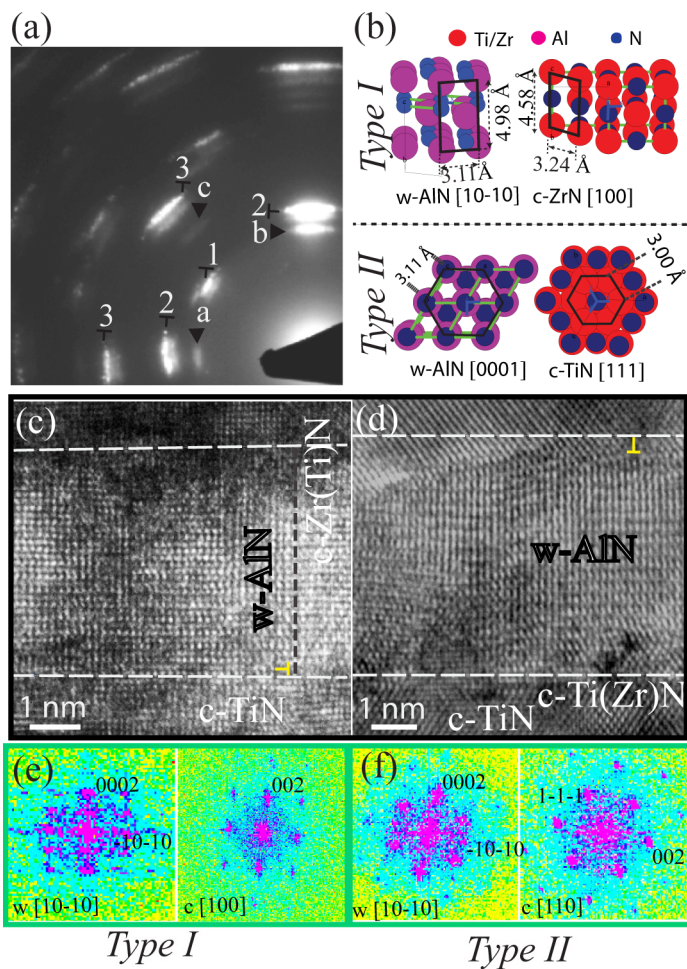 (a)
3
c
2
b
1
3
2
a
(b)
Ti/Zr Al N
Type I
4.98 Å
3.11Å
w-AlN [10-10]
4.58 Å
3.24 Å
c-ZrN [100]
Type II
3.11 Å
w-AlN [0001]
3.00 Å
c-TiN [111]
(c)
c-Zr(Ti)N
w-AlN
c-TiN
1 nm
(d)
w-AlN
c-Ti(Zr)N
c-TiN
1 nm
(e)
0002
10-10
w [10-10]
002
c [100]
(f)
0002
-10-10
w [10-10]
1-1-1
002
c [110]
Type I
Type II